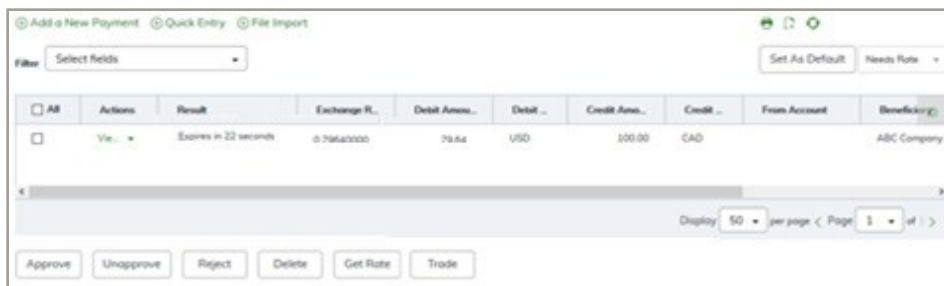 Add a New Payment Quick Entry File Import
Filter Select fields Set As Default Needs Rate
All Actions Result Exchange R... Debit Amou... Debit ... Credit Amo... Credit ... From Account Beneficiary
Vie... Expires in 22 seconds 0.79640000 79.64 USD 100.00 CAD ABC Company
Display 50 per page < Page 1 of >
Approve Unapprove Reject Delete Get Rate Trade